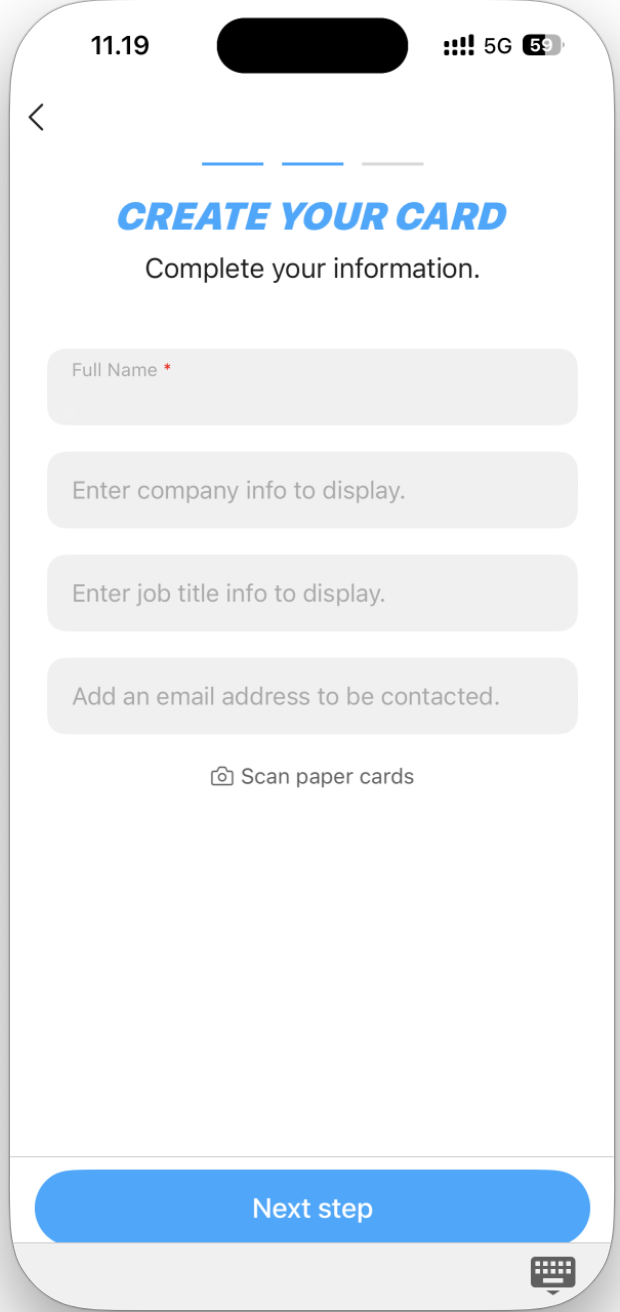 11.19 5G 59
CREATE YOUR CARD
Complete your information.
Full Name *
Enter company info to display.
Enter job title info to display.
Add an email address to be contacted.
Scan paper cards
Next step